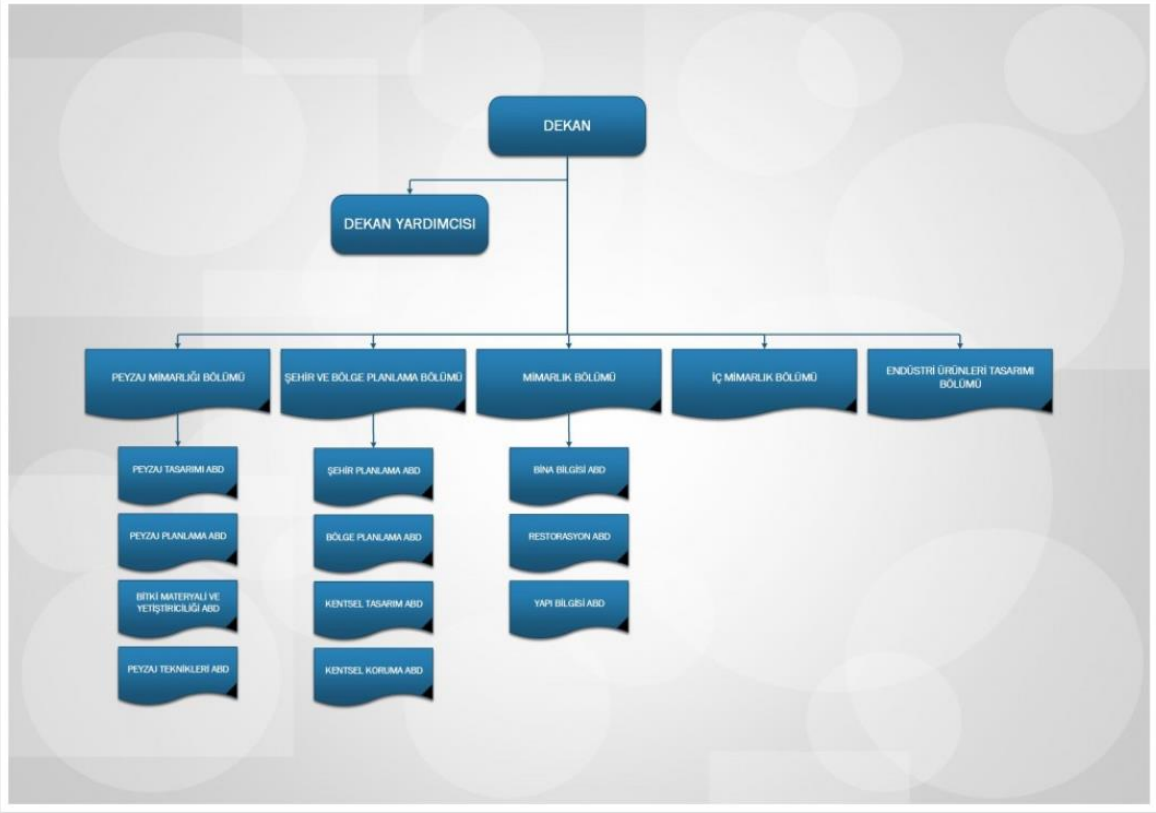 DEKAN
DEKAN YARDIMCISI
PEYZAJ MİMARLIĞI BÖLÜMÜ
ŞEHİR VE BÖLGE PLANLAMA BÖLÜMÜ
MİMARLIK BÖLÜMÜ
İÇ MİMARLIK BÖLÜMÜ
ENDÜSTRİ ÜRÜNLERİ TASARIMI
BÖLÜMÜ
PEYZAJ TASARIMI ABD
PEYZAJ PLANLAMA ABD
BİTKİ MATERYALİ VE
YETİŞTİRİCİLİĞİ ABD
PEYZAJ TEKNİKLERİ ABD
ŞEHİR PLANLAMA ABD
BÖLGE PLANLAMA ABD
KENTSEL TASARIM ABD
KENTSEL KORUMA ABD
BİNA BİLGİSİ ABD
RESTORASYON ABD
YAPI BİLGİSİ ABD